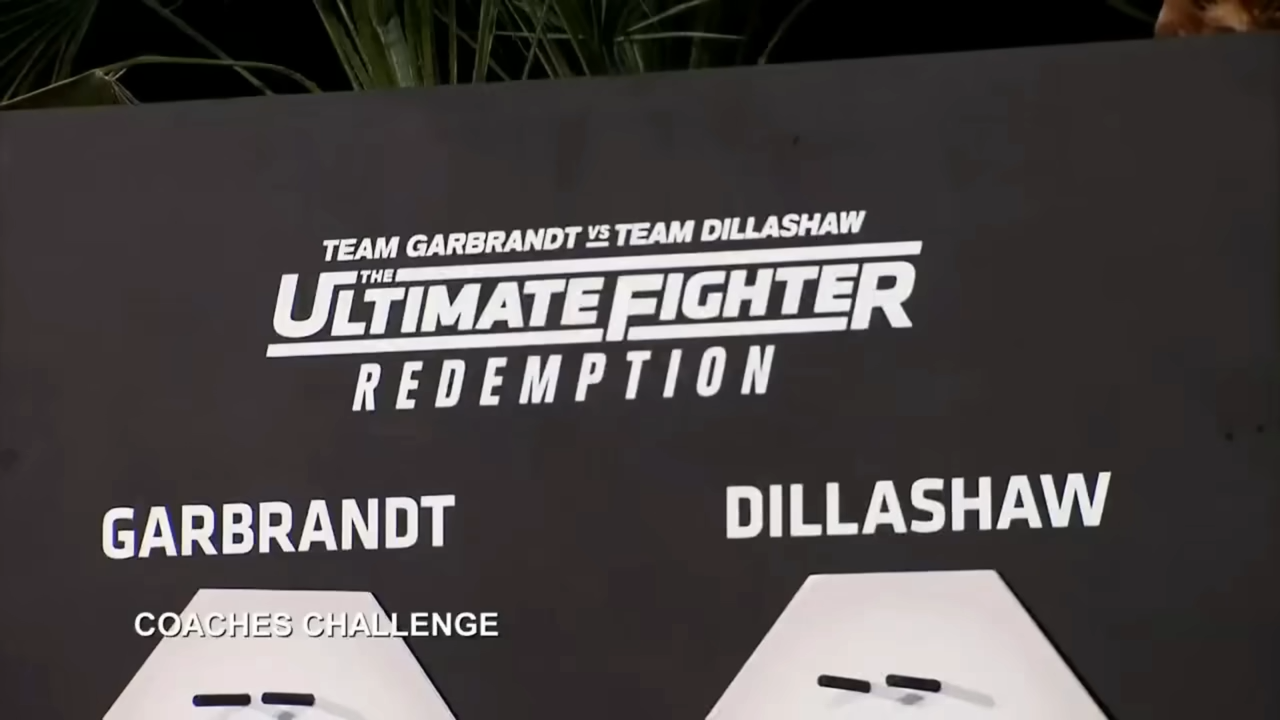 TEAM GARBRANDT VS TEAM DILLASHAW
THE
ULTIMATE FIGHTER
REDEMPTION
GARBRANDT
DILLASHAW
COACHES CHALLENGE